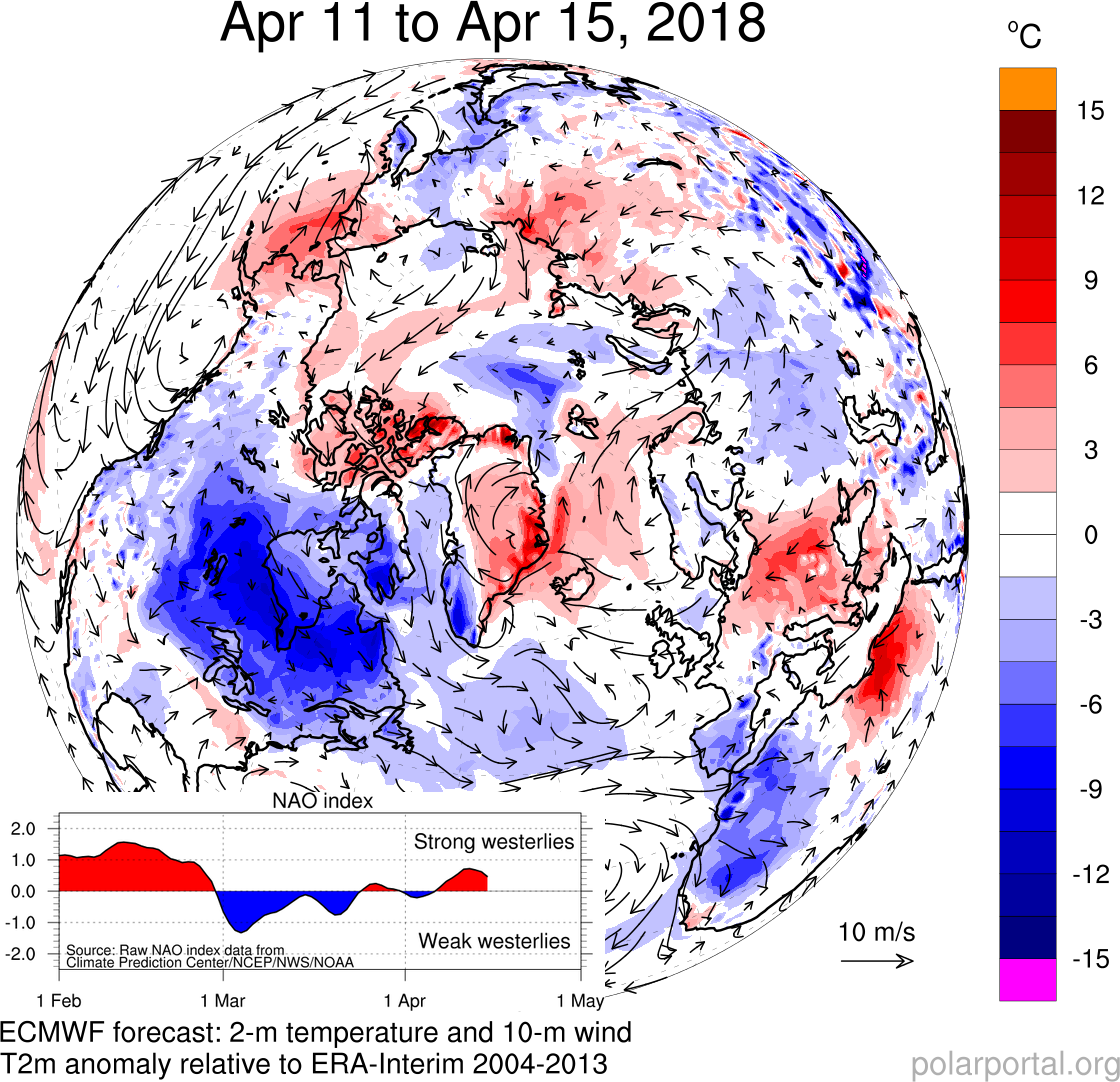 Apr 11 to Apr 15, 2018
°C
15
12
9
6
3
0
-3
-6
-9
-12
-15
NAO index
2.0
1.0
0.0
-1.0
-2.0
Strong westerlies
Weak westerlies
Source: Raw NAO index data from
Climate Prediction Center/NCEP/NWS/NOAA
1 Feb
1 Mar
1 Apr
1 May
10 m/s
ECMWF forecast: 2-m temperature and 10-m wind
T2m anomaly relative to ERA-Interim 2004-2013
polarportal.org